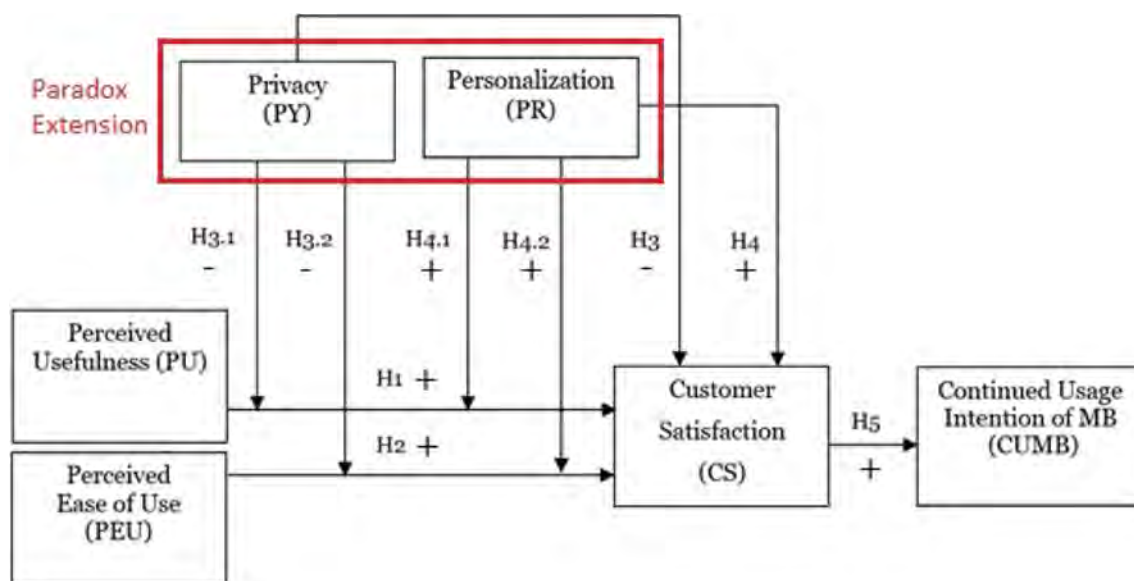 Paradox
Extension
Privacy
(PY)
Personalization
(PR)
H3.1
-
H3.2
-
H4.1
+
H4.2
+
H3
-
H4
+
Perceived
Usefulness (PU)
H1 +
H2 +
Perceived
Ease of Use
(PEU)
Customer
Satisfaction
(CS)
H5
+
Continued Usage
Intention of MB
(CUMB)